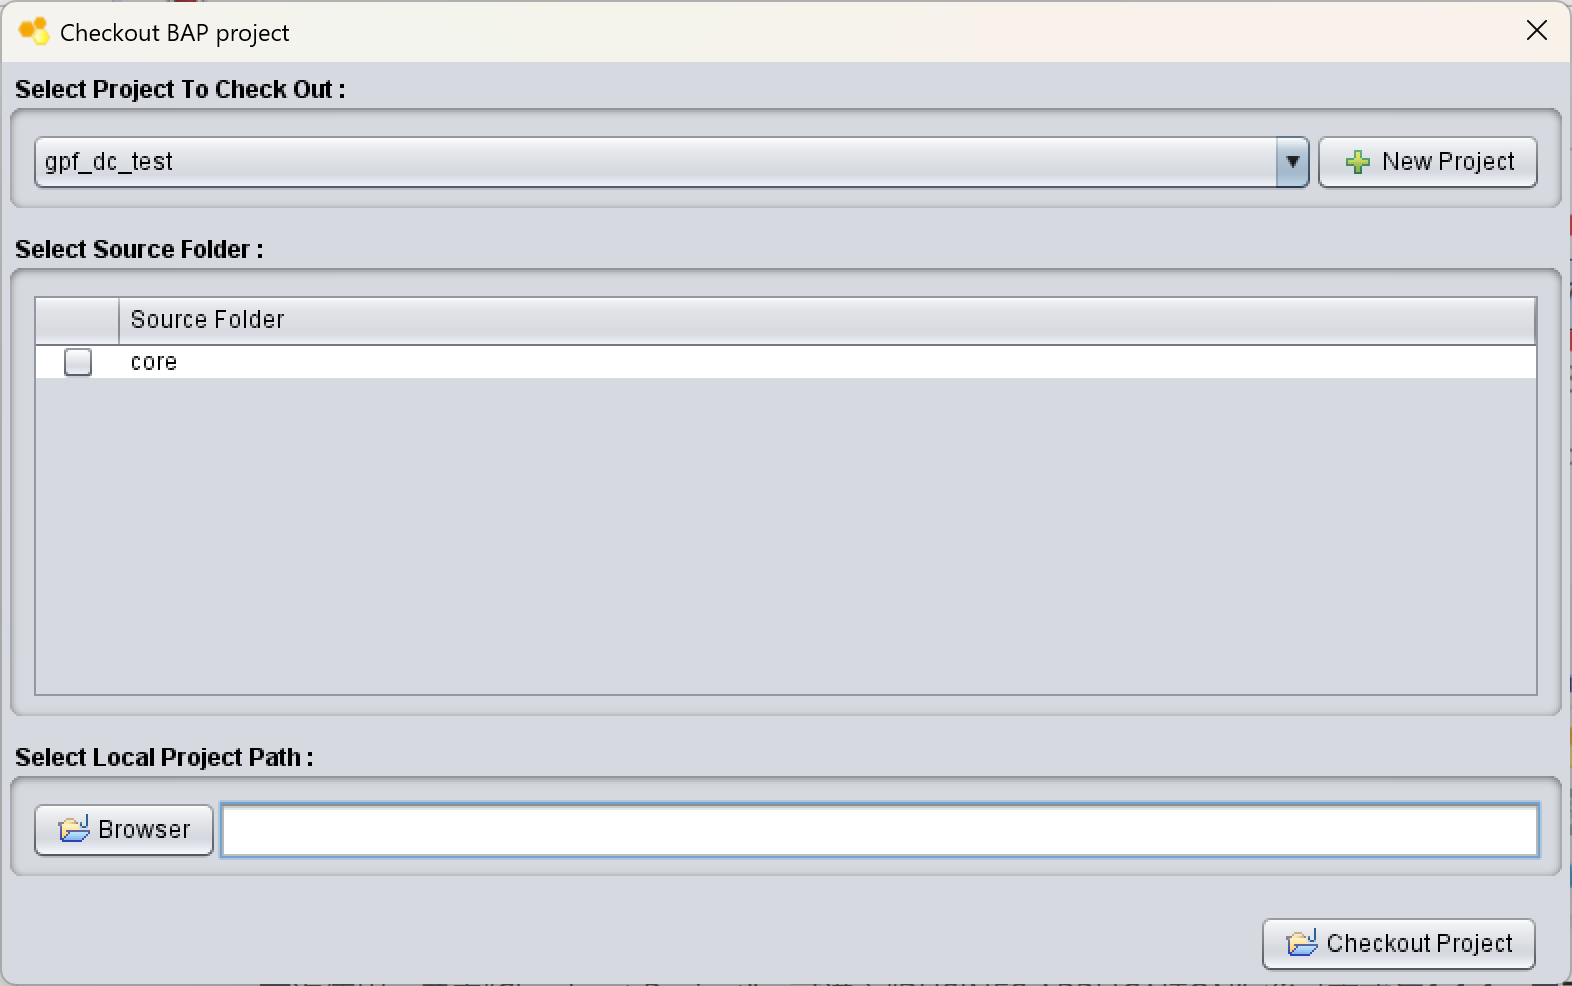 Checkout BAP project
Select Project To Check Out :
gpf_dc_test
New Project
Select Source Folder :
Source Folder
core
Select Local Project Path :
Browser
Checkout Project